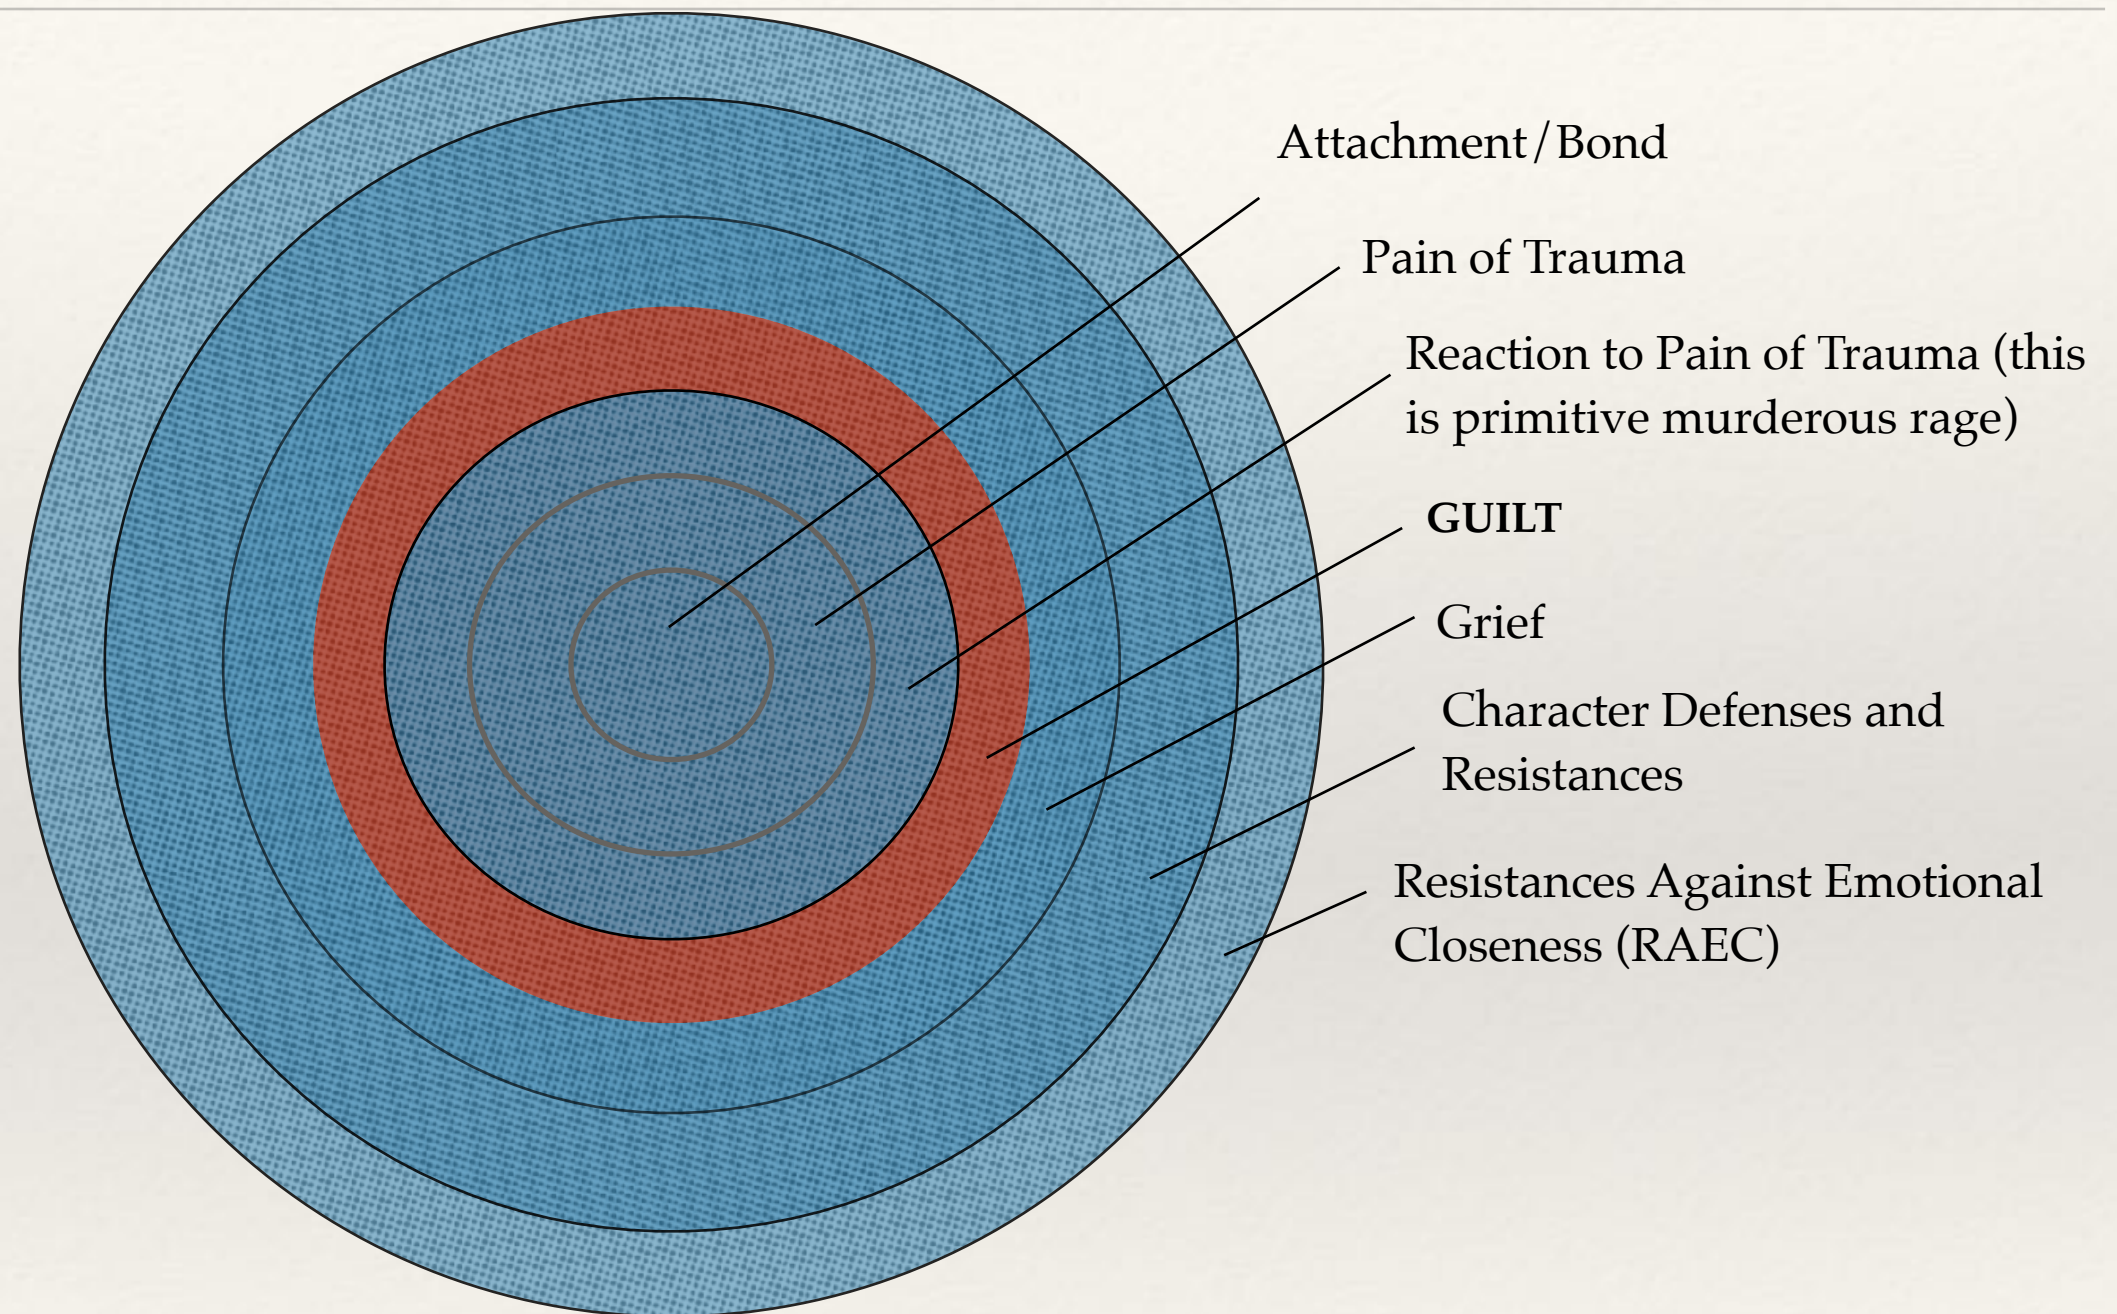 Attachment/Bond
Pain of Trauma
Reaction to Pain of Trauma (this
is primitive murderous rage)
GUILT
Grief
Character Defenses and
Resistances
Resistances Against Emotional
Closeness (RAEC)